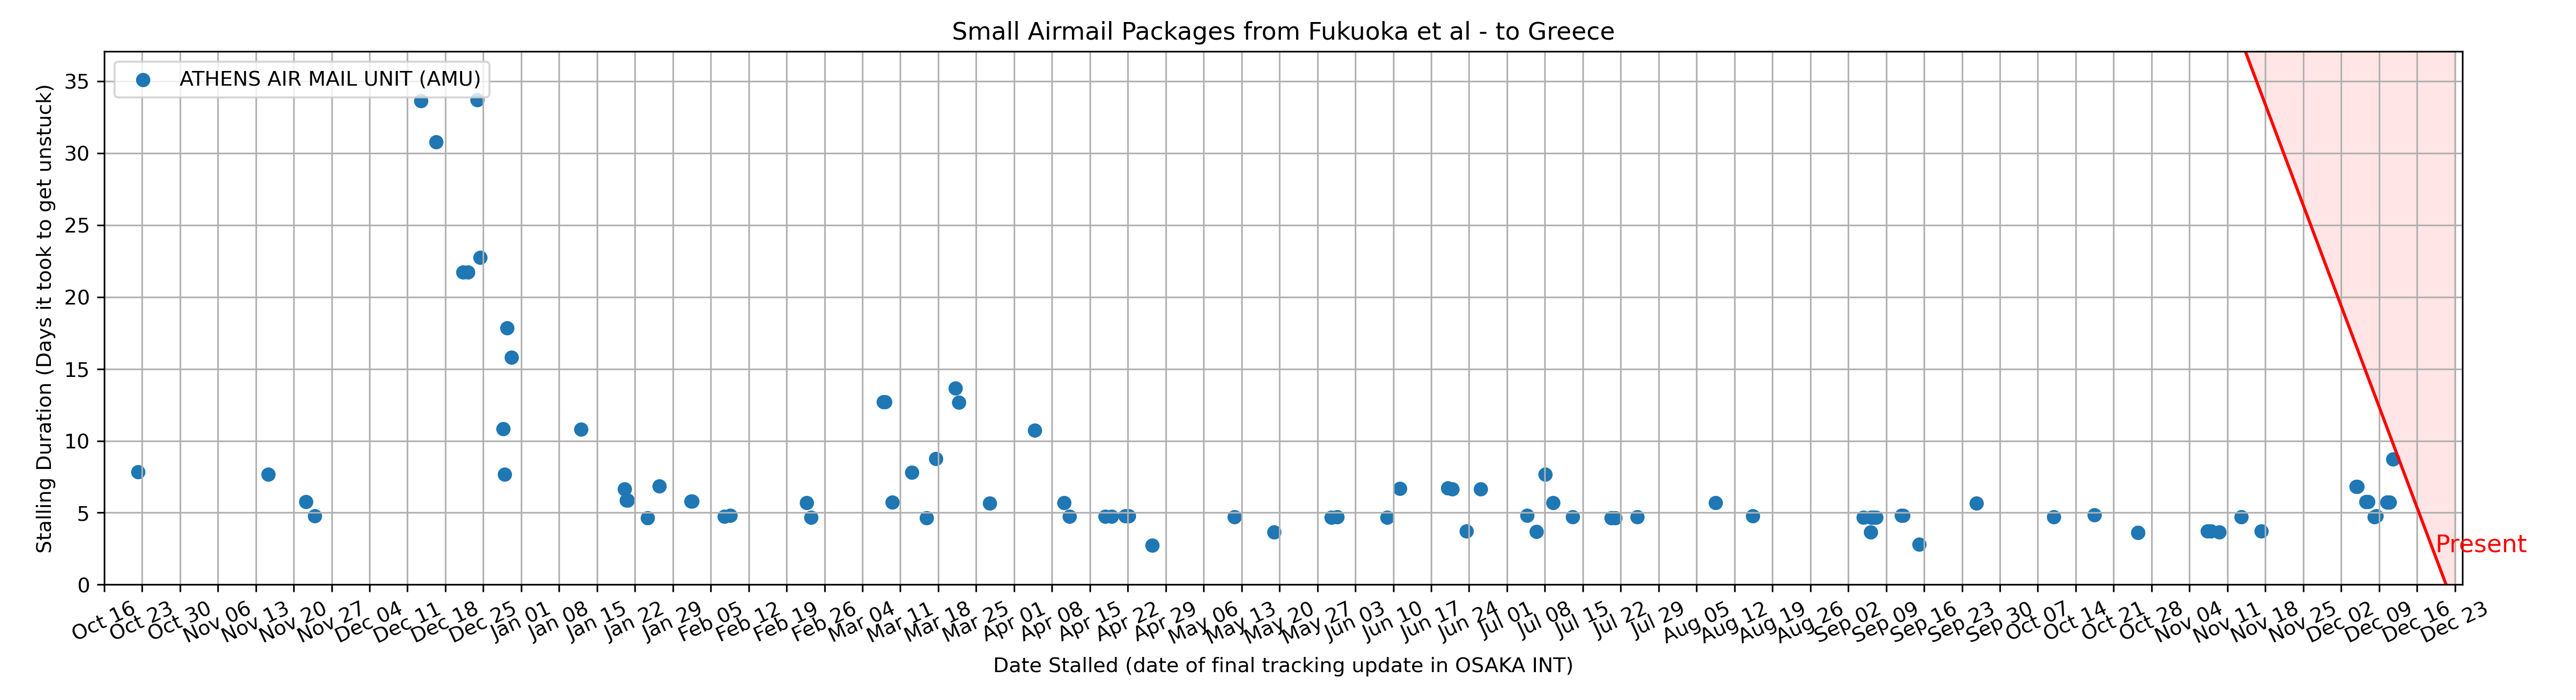 Small Airmail Packages from Fukuoka et al - to Greece
ATHENS AIR MAIL UNIT (AMU)
Stalling Duration (Days it took to get unstuck)
35
30
25
20
15
10
5
0
Present
Oct 16
Oct 23
Oct 30
Nov 06
Nov 13
Nov 20
Nov 27
Dec 04
Dec 11
Dec 18
Dec 25
Jan 01
Jan 08
Jan 15
Jan 22
Jan 29
Feb 05
Feb 12
Feb 19
Feb 26
Mar 04
Mar 11
Mar 18
Mar 25
Apr 01
Apr 08
Apr 15
Apr 22
Apr 29
May 06
May 13
May 20
May 27
Jun 03
Jun 10
Jun 17
Jun 24
Jul 01
Jul 08
Jul 15
Jul 22
Jul 29
Aug 05
Aug 12
Aug 19
Aug 26
Sep 02
Sep 09
Sep 16
Sep 23
Sep 30
Oct 07
Oct 14
Oct 21
Oct 28
Nov 04
Nov 11
Nov 18
Nov 25
Dec 02
Dec 09
Dec 16
Dec 23
Date Stalled (date of final tracking update in OSAKA INT)